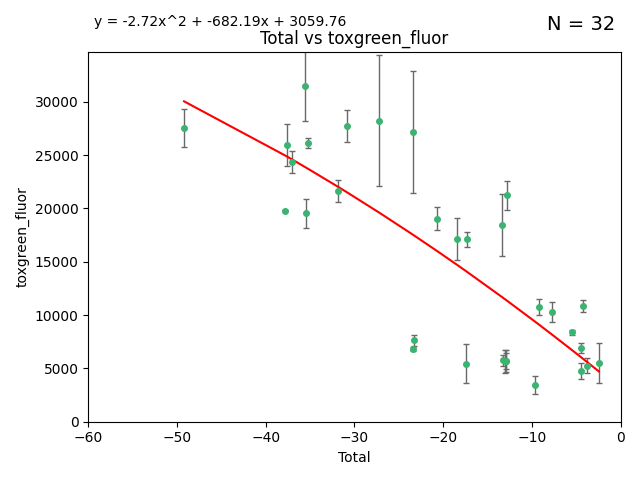 y = -2.72x^2 + -682.19x + 3059.76
N = 32
Total vs toxgreen_fluor
toxgreen_fluor
30000
25000
20000
15000
10000
5000
0
−60
−50
−40
−30
−20
−10
0
Total